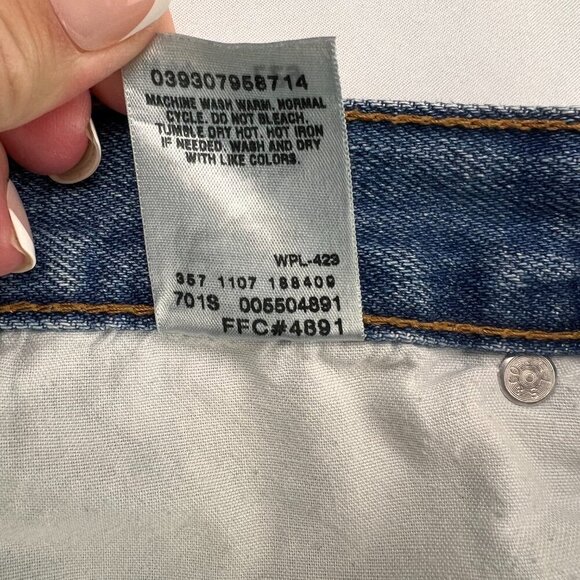 039307958714
MACHINE WASH WARM. NORMAL
CYCLE. DO NOT BLEACH.
TUMBLE DRY HOT. HOT IRON
IF NEEDED. WASH AND DRY
WITH LIKE COLORS.
WPL-423
357 1107 188409
701S 005504891
FFC#4891